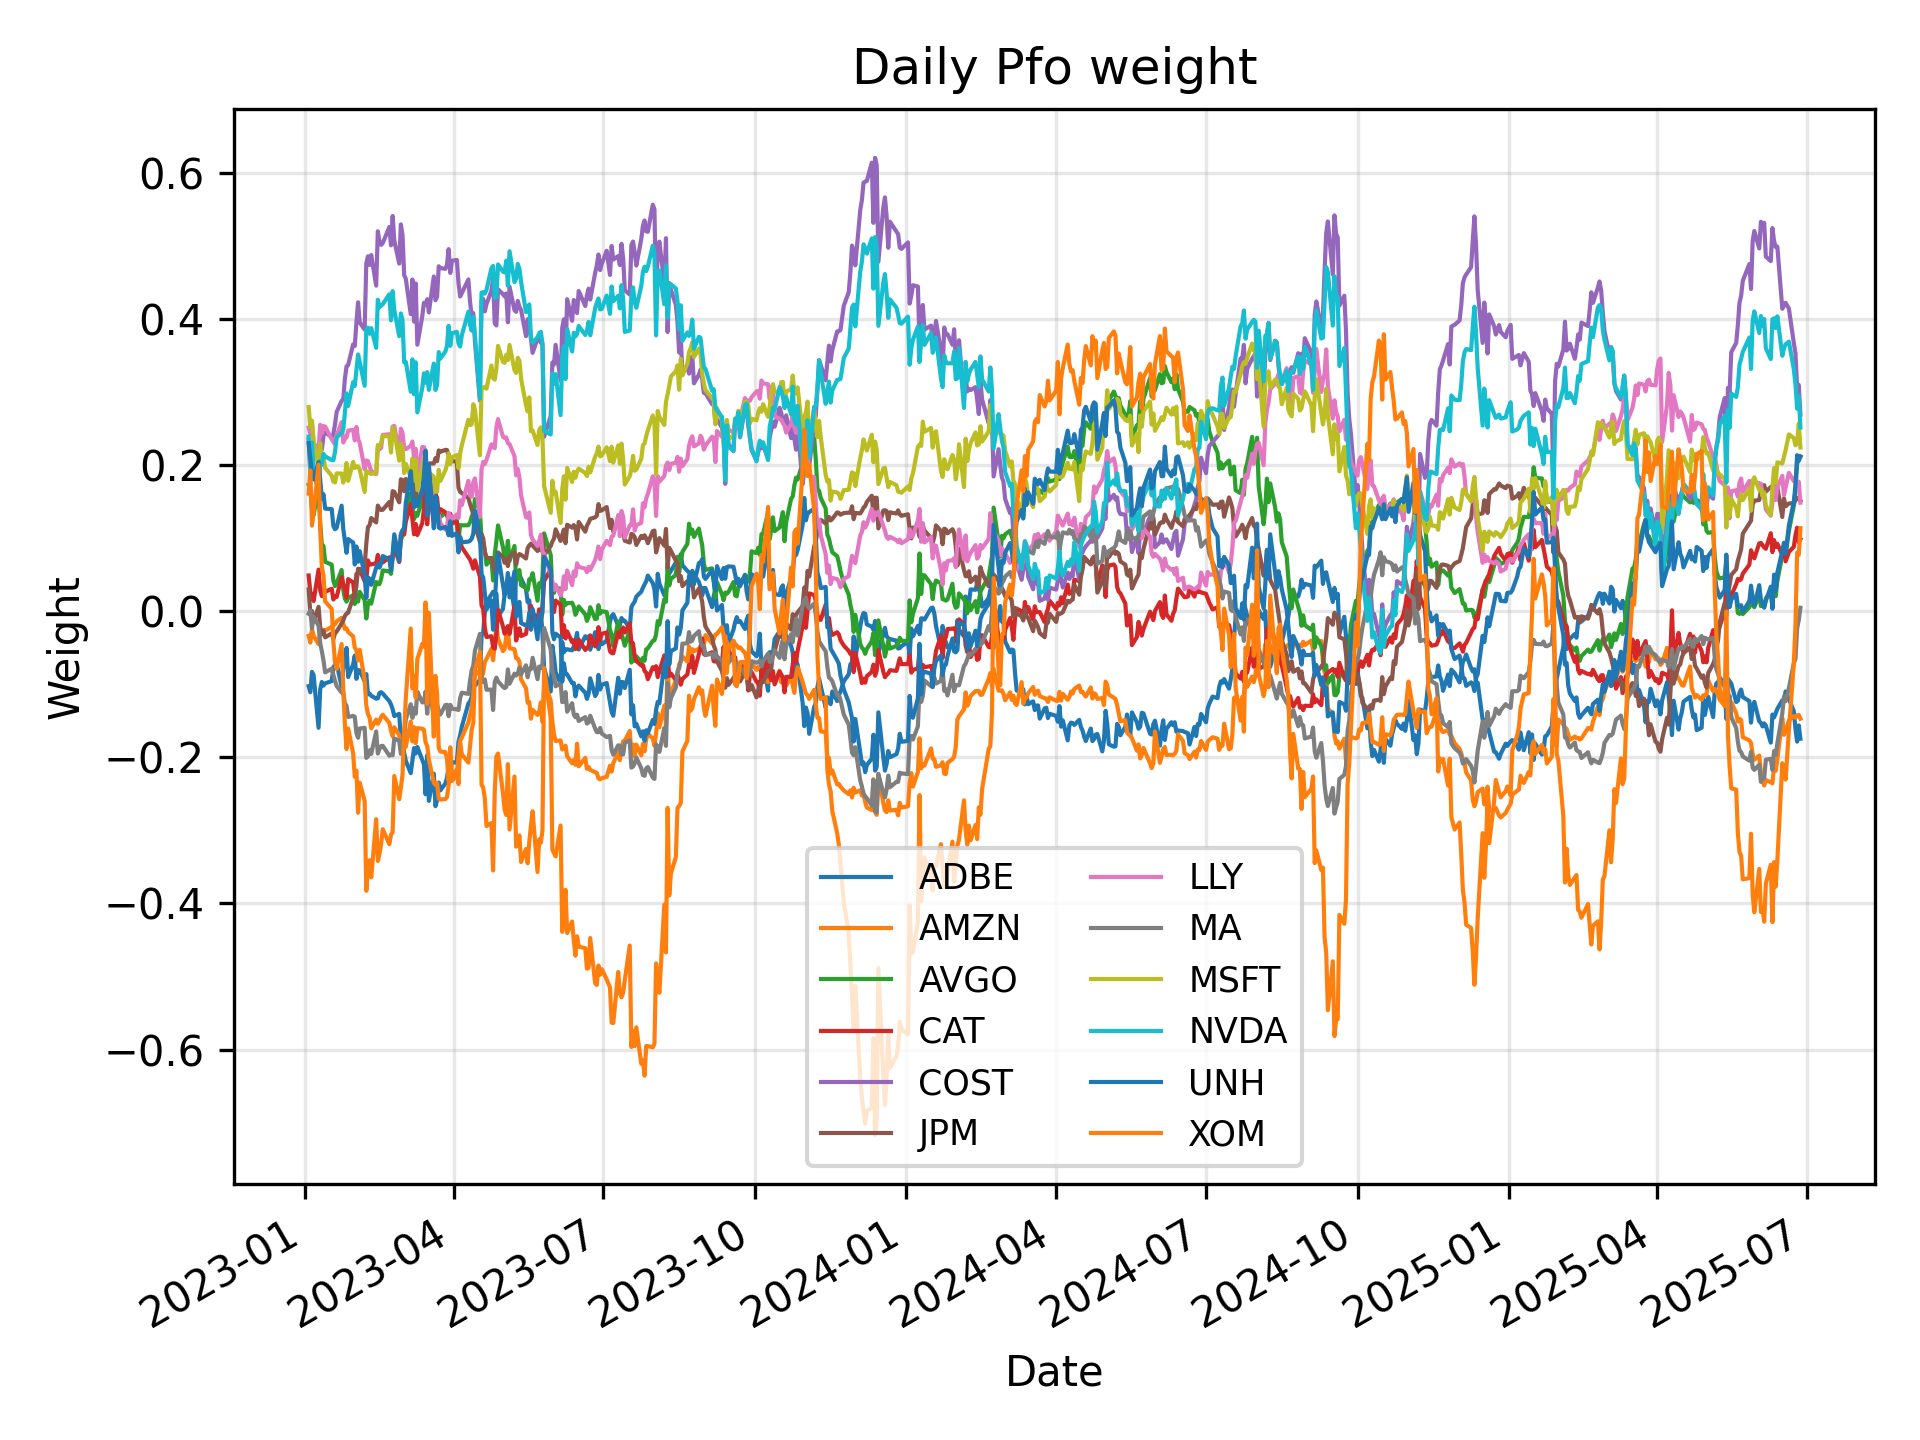 Daily Pfo weight
Weight
0.6
0.4
0.2
0.0
−0.2
−0.4
−0.6
ADBE
AMZN
AVGO
CAT
COST
JPM
LLY
MA
MSFT
NVDA
UNH
XOM
2023-01
2023-04
2023-07
2023-10
2024-01
2024-04
2024-07
2024-10
2025-01
2025-04
2025-07
Date